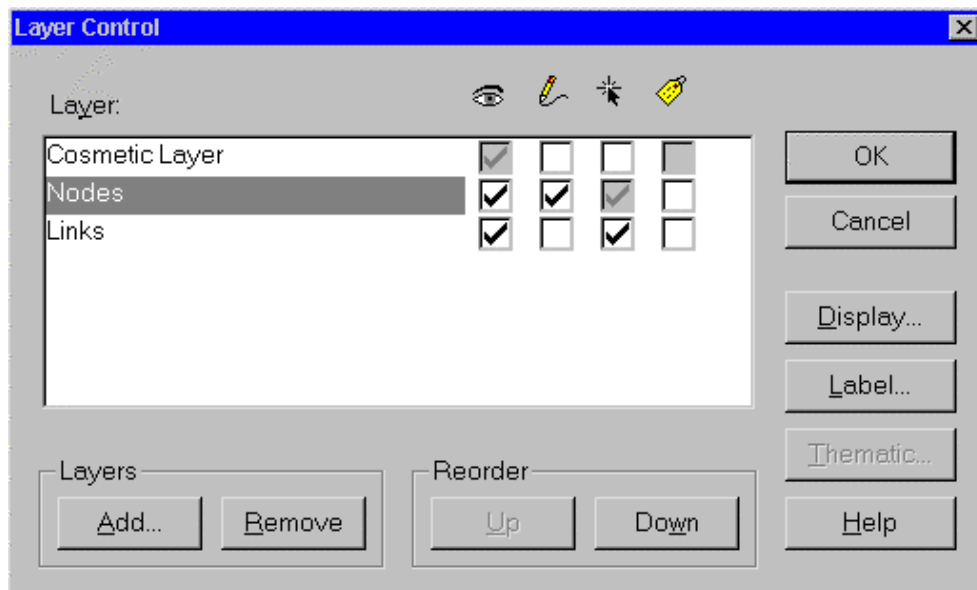 Layer Control
Layer:
Cosmetic Layer
Nodes
Links
OK
Cancel
Display...
Label...
Thematic...
Help
Layers
Add...
Remove
Reorder
Up
Down